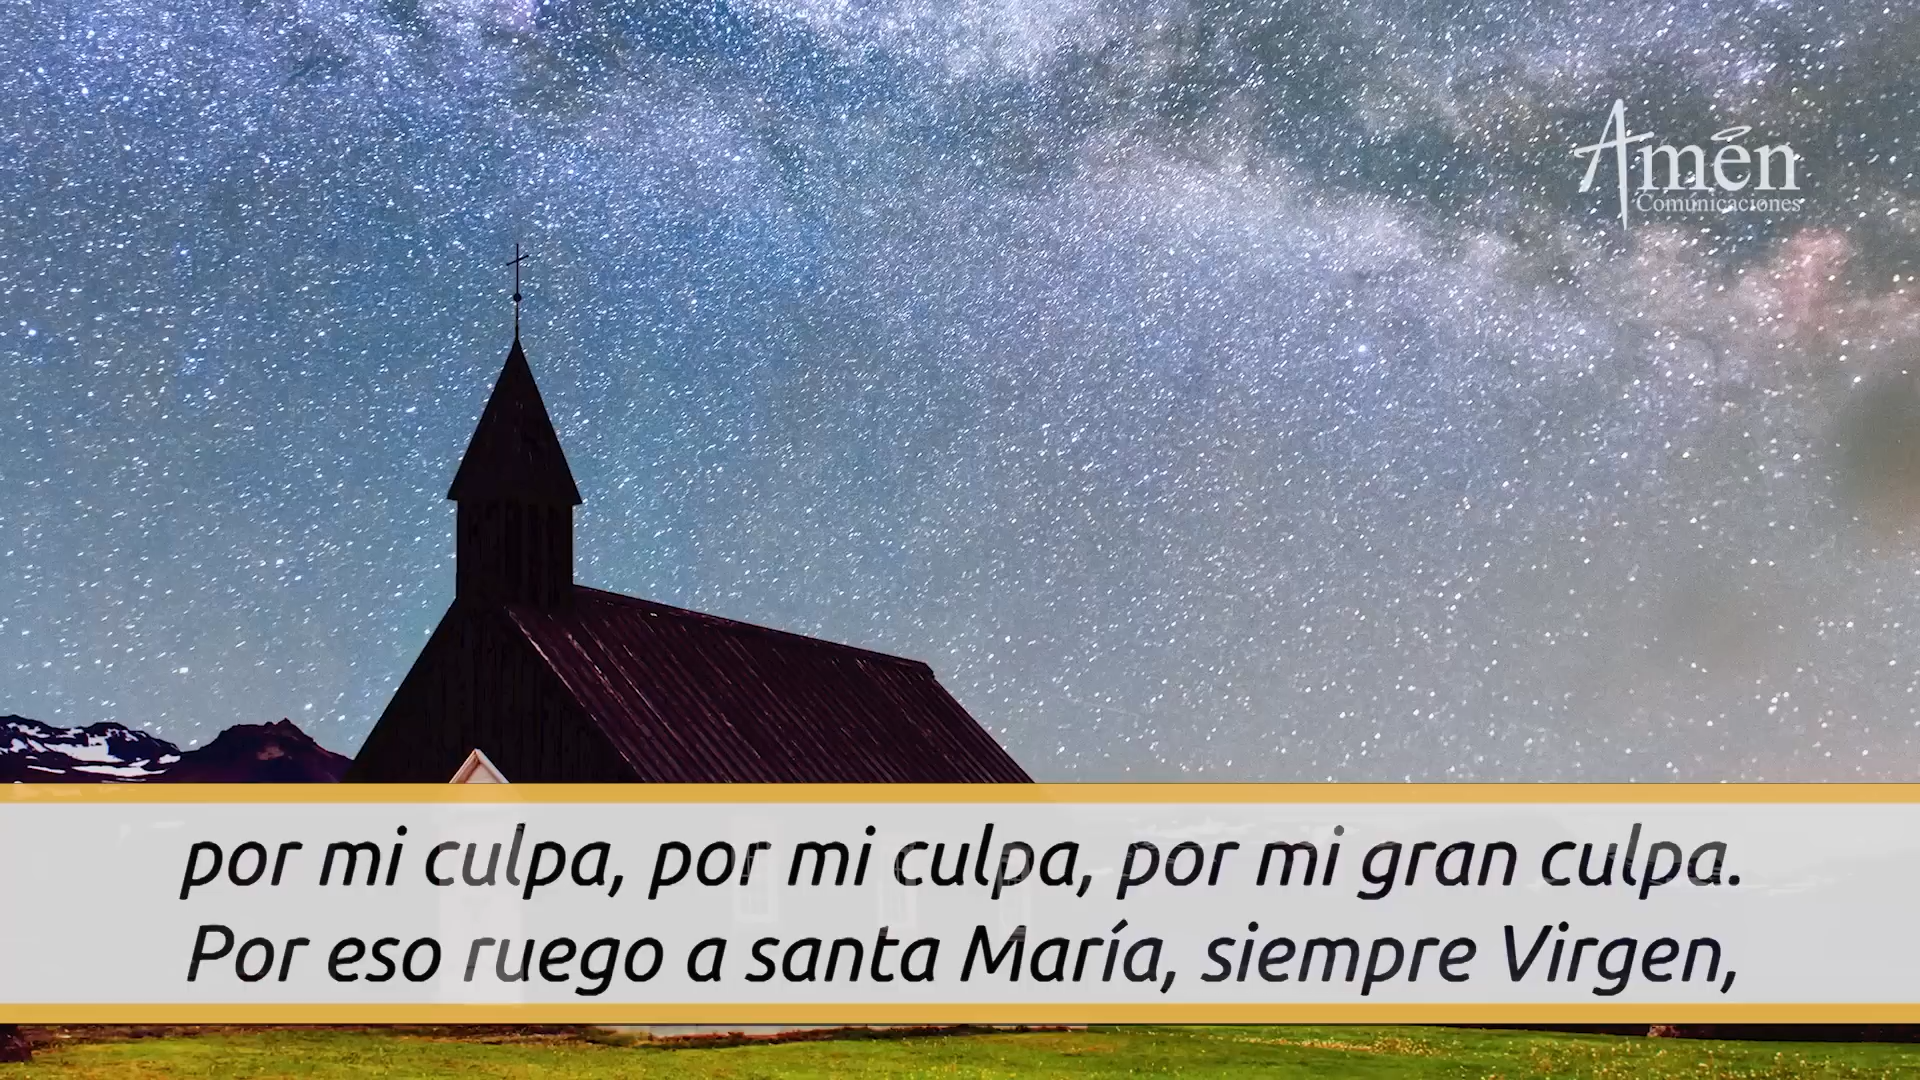 Amén
Comunicaciones
por mi culpa, por mi culpa, por mi gran culpa.
Por eso ruego a santa María, siempre Virgen,